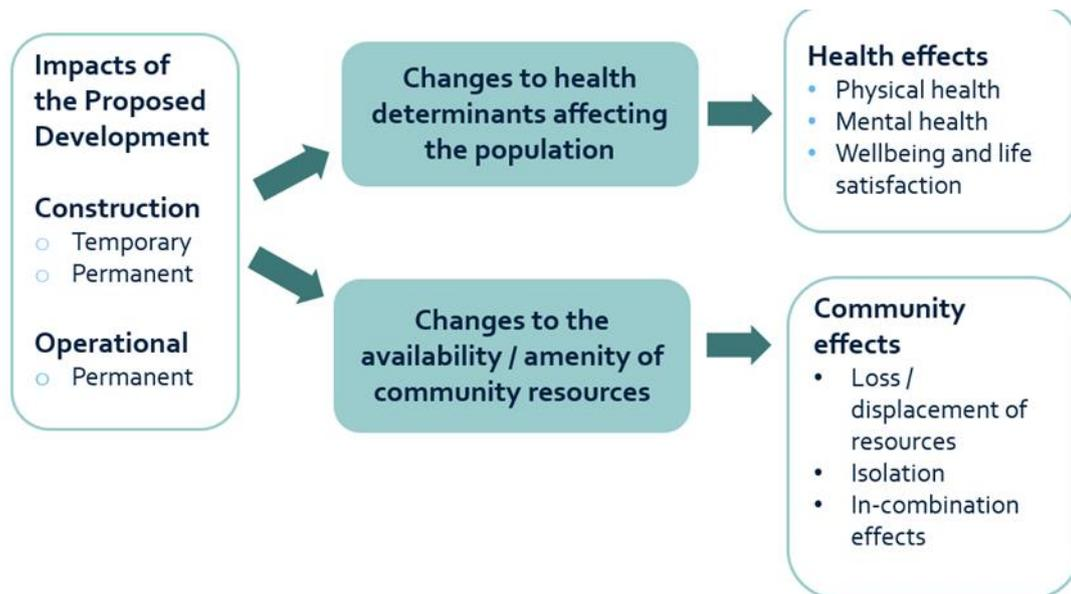 Impacts of
the Proposed
Development
Construction
o Temporary
o Permanent
Operational
o Permanent
Changes to health
determinants affecting
the population
Changes to the
availability / amenity of
community resources
Health effects
• Physical health
• Mental health
• Wellbeing and life
satisfaction
Community
effects
• Loss /
displacement of
resources
• Isolation
• In-combination
effects